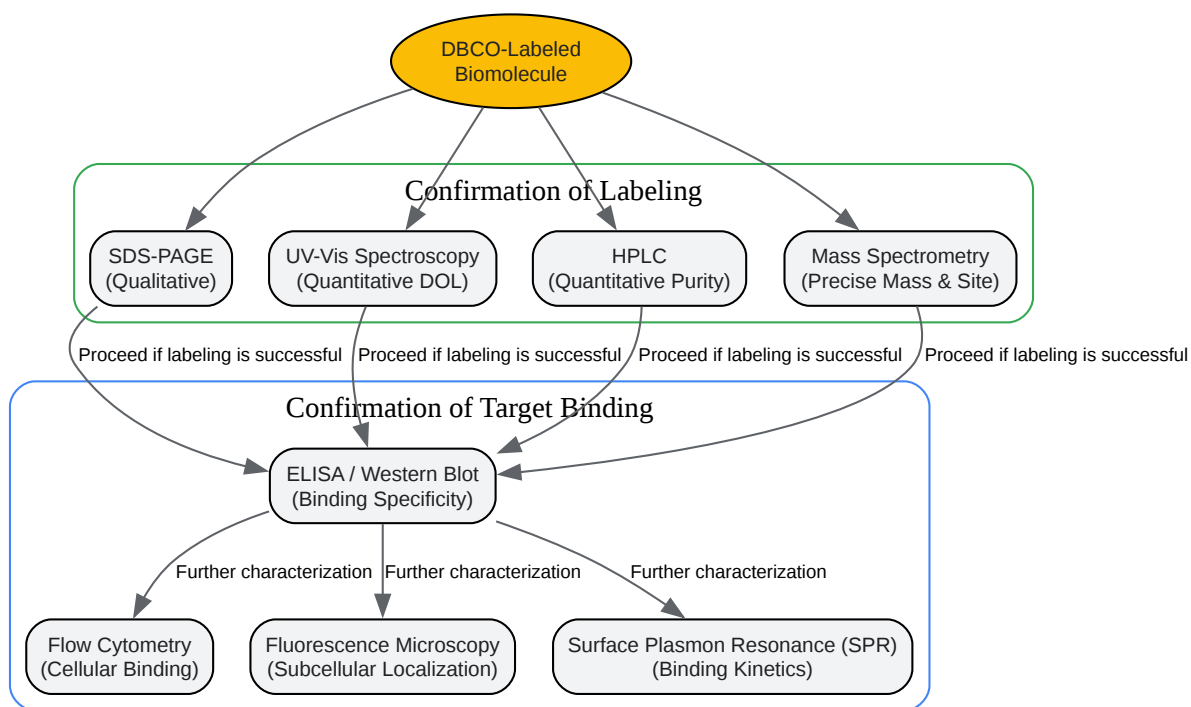 DBCO-Labeled
Biomolecule
Confirmation of Labeling
SDS-PAGE
(Qualitative)
UV-Vis Spectroscopy
(Quantitative DOL)
HPLC
(Quantitative Purity)
Mass Spectrometry
(Precise Mass & Site)
Proceed if labeling is successful
Proceed if labeling is successful
Proceed if labeling is successful
Proceed if labeling is successful
Confirmation of Target Binding
ELISA / Western Blot
(Binding Specificity)
Further characterization
Further characterization
Further characterization
Flow Cytometry
(Cellular Binding)
Fluorescence Microscopy
(Subcellular Localization)
Surface Plasmon Resonance (SPR)
(Binding Kinetics)